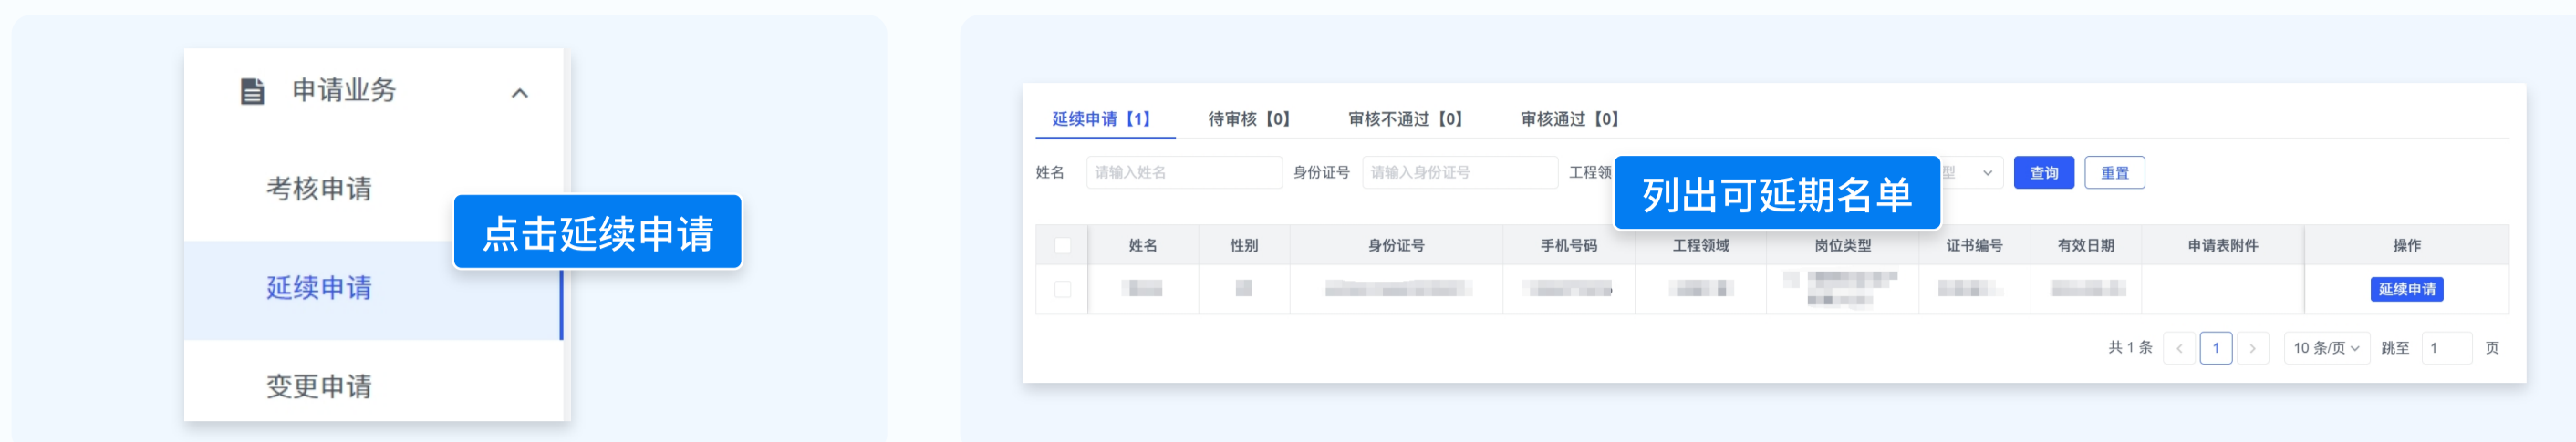 申请业务
考核申请
点击延续申请
延续申请
变更申请
延续申请【1】 待审核【0】 审核不通过【0】 审核通过【0】
姓名 请输入姓名 身份证号 请输入身份证号 工程领 列出可延期名单 型 查询 重置
姓名 性别 身份证号 手机号码 工程领域 岗位类型 证书编号 有效日期 申请表附件 操作
延续申请
共 1 条 < 1 > 10 条/页 跳至 1 页